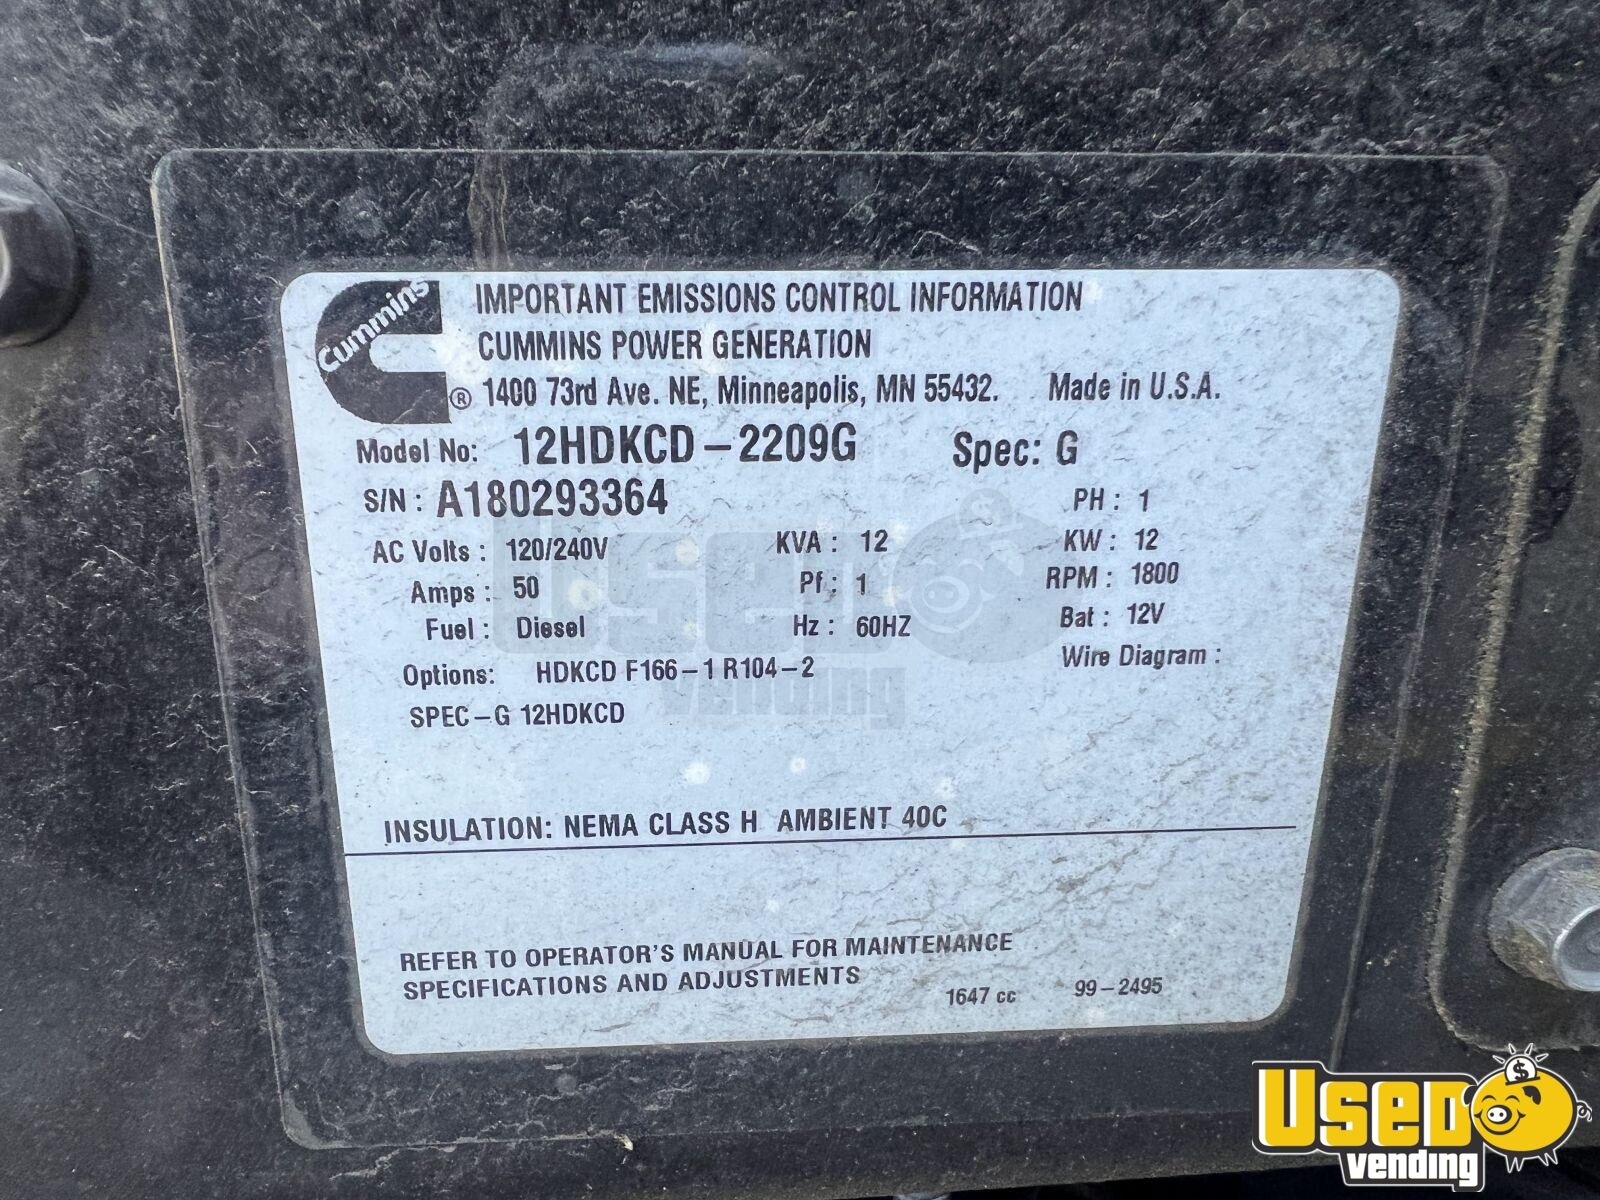 Cummins
IMPORTANT EMISSIONS CONTROL INFORMATION
CUMMINS POWER GENERATION
® 1400 73rd Ave. NE, Minneapolis, MN 55432. Made in U.S.A.
Model No: 12HDKCD-2209G Spec: G
S/N: A180293364 PH: 1
AC Volts: 120/240V KVA: 12 KW: 12
Amps: 50 Pf: 1 RPM: 1800
Fuel: Diesel Hz: 60HZ Bat: 12V
Options: HDKCD F166-1 R104-2 Wire Diagram:
SPEC-G 12HDKCD
INSULATION: NEMA CLASS H AMBIENT 40C
REFER TO OPERATOR'S MANUAL FOR MAINTENANCE
SPECIFICATIONS AND ADJUSTMENTS 1647 cc 99-2495
Used
vending
USED
vending